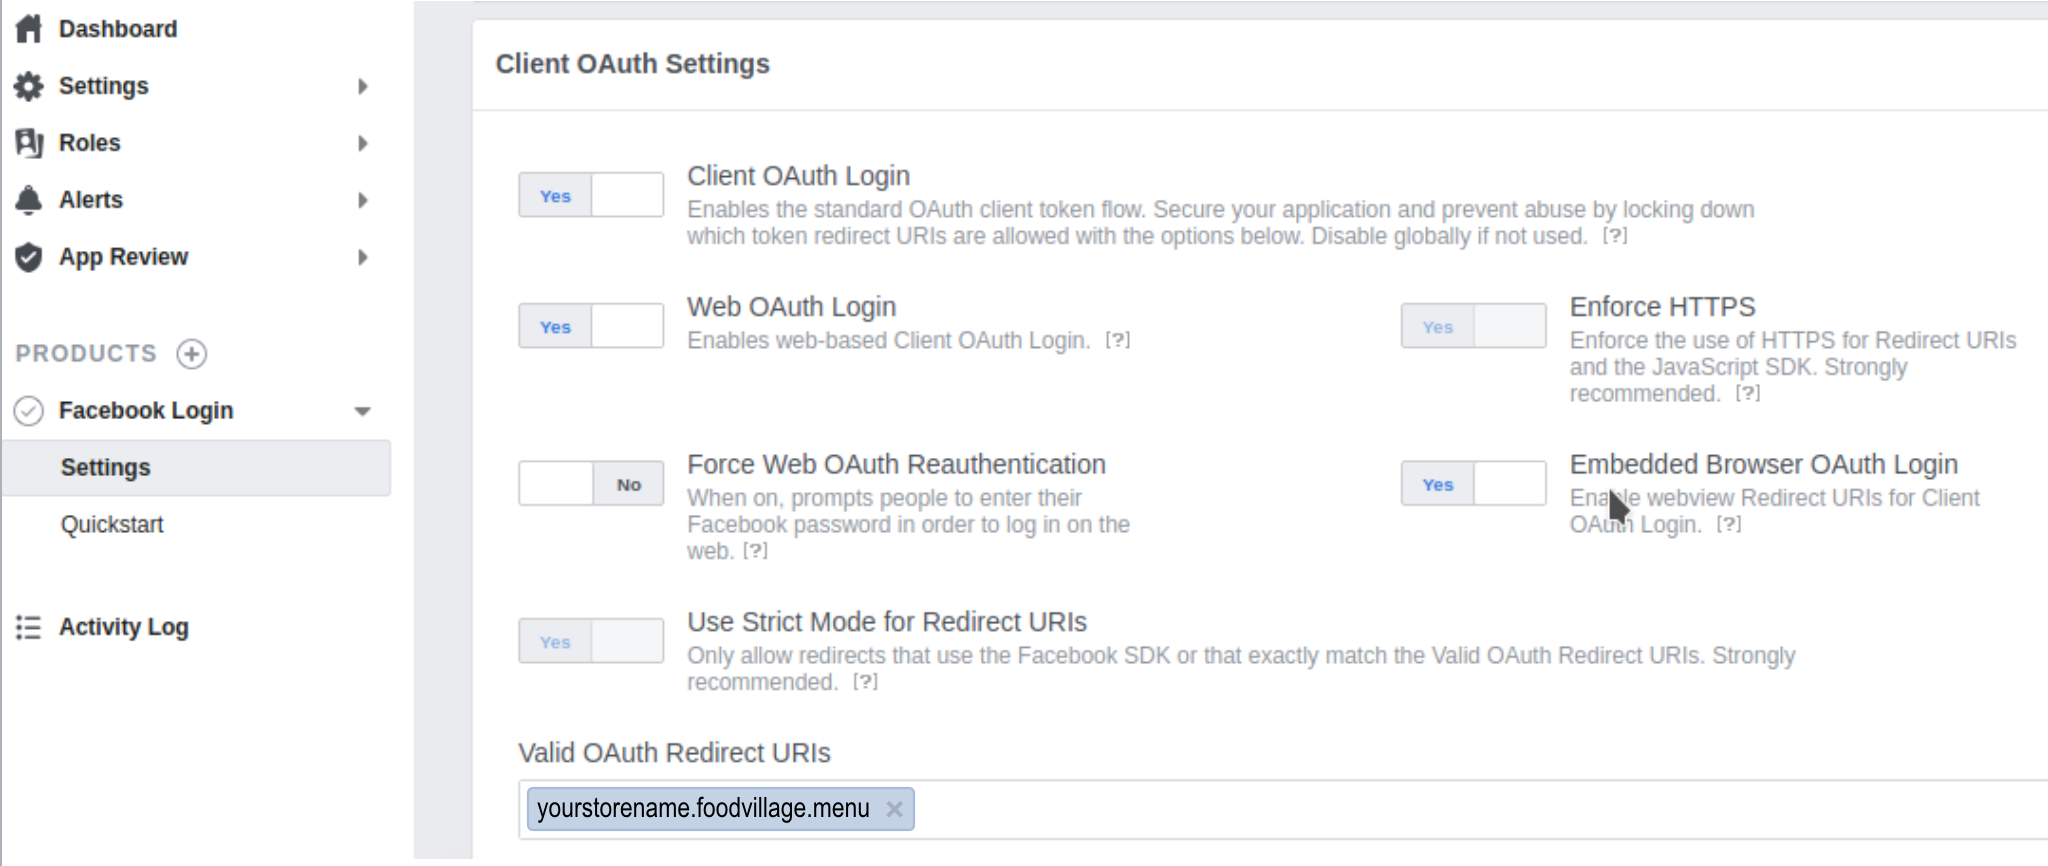 Dashboard
Settings
Roles
Alerts
App Review
PRODUCTS
Facebook Login
Settings
Quickstart
Activity Log
Client OAuth Settings
Yes
Client OAuth Login
Enables the standard OAuth client token flow. Secure your application and prevent abuse by locking down
which token redirect URIs are allowed with the options below. Disable globally if not used. [?]
Yes
Web OAuth Login
Enables web-based Client OAuth Login. [?]
Yes
Enforce HTTPS
Enforce the use of HTTPS for Redirect URIs
and the JavaScript SDK. Strongly
recommended. [?]
No
Force Web OAuth Reauthentication
When on, prompts people to enter their
Facebook password in order to log in on the
web. [?]
Yes
Embedded Browser OAuth Login
Enable webview Redirect URIs for Client
OAuth Login. [?]
Yes
Use Strict Mode for Redirect URIs
Only allow redirects that use the Facebook SDK or that exactly match the Valid OAuth Redirect URIs. Strongly
recommended. [?]
Valid OAuth Redirect URIs
yourstorename.foodvillage.menu